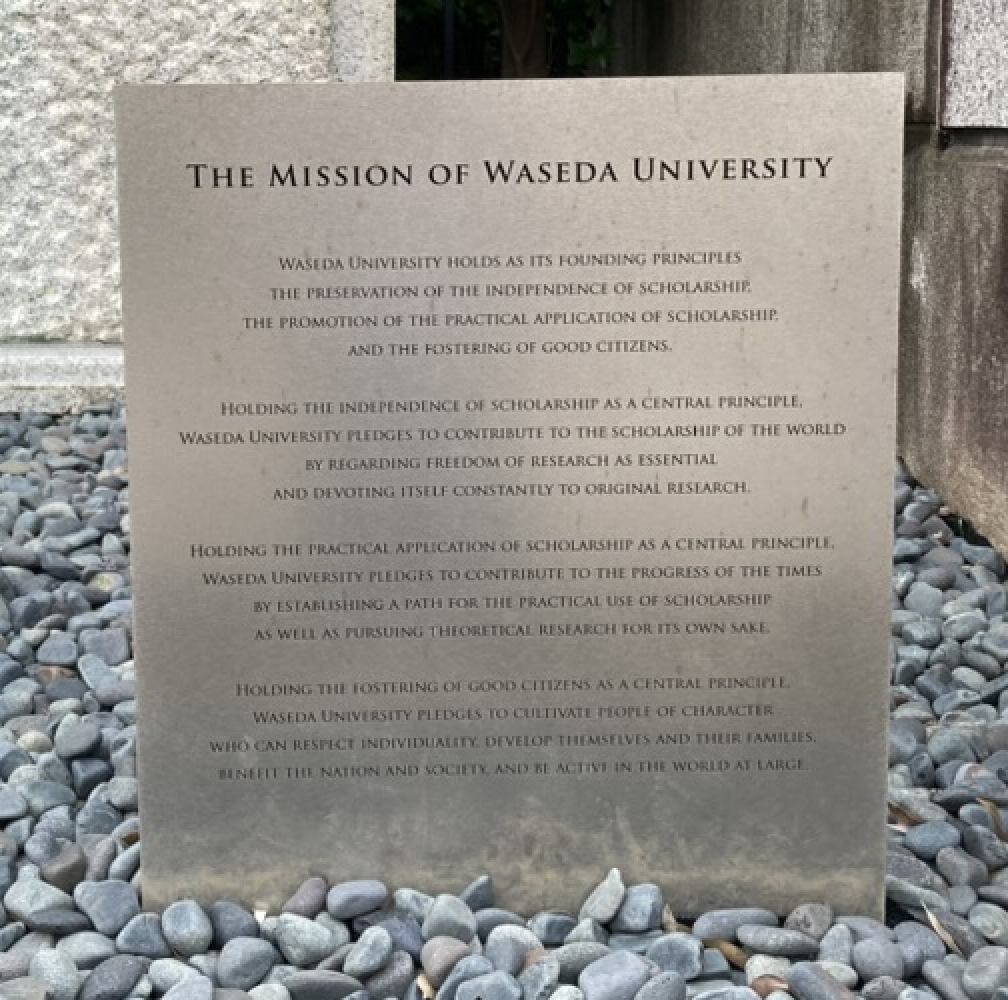 The Mission of Waseda University
Waseda University holds as its founding principles
the preservation of the independence of scholarship,
the promotion of the practical application of scholarship,
and the fostering of good citizens.
Holding the independence of scholarship as a central principle,
Waseda University pledges to contribute to the scholarship of the world
by regarding freedom of research as essential
and devoting itself constantly to original research.
Holding the practical application of scholarship as a central principle,
Waseda University pledges to contribute to the progress of the times
by establishing a path for the practical use of scholarship
as well as pursuing theoretical research for its own sake.
Holding the fostering of good citizens as a central principle,
Waseda University pledges to cultivate people of character
who can respect individuality, develop themselves and their families,
benefit the nation and society, and be active in the world at large.